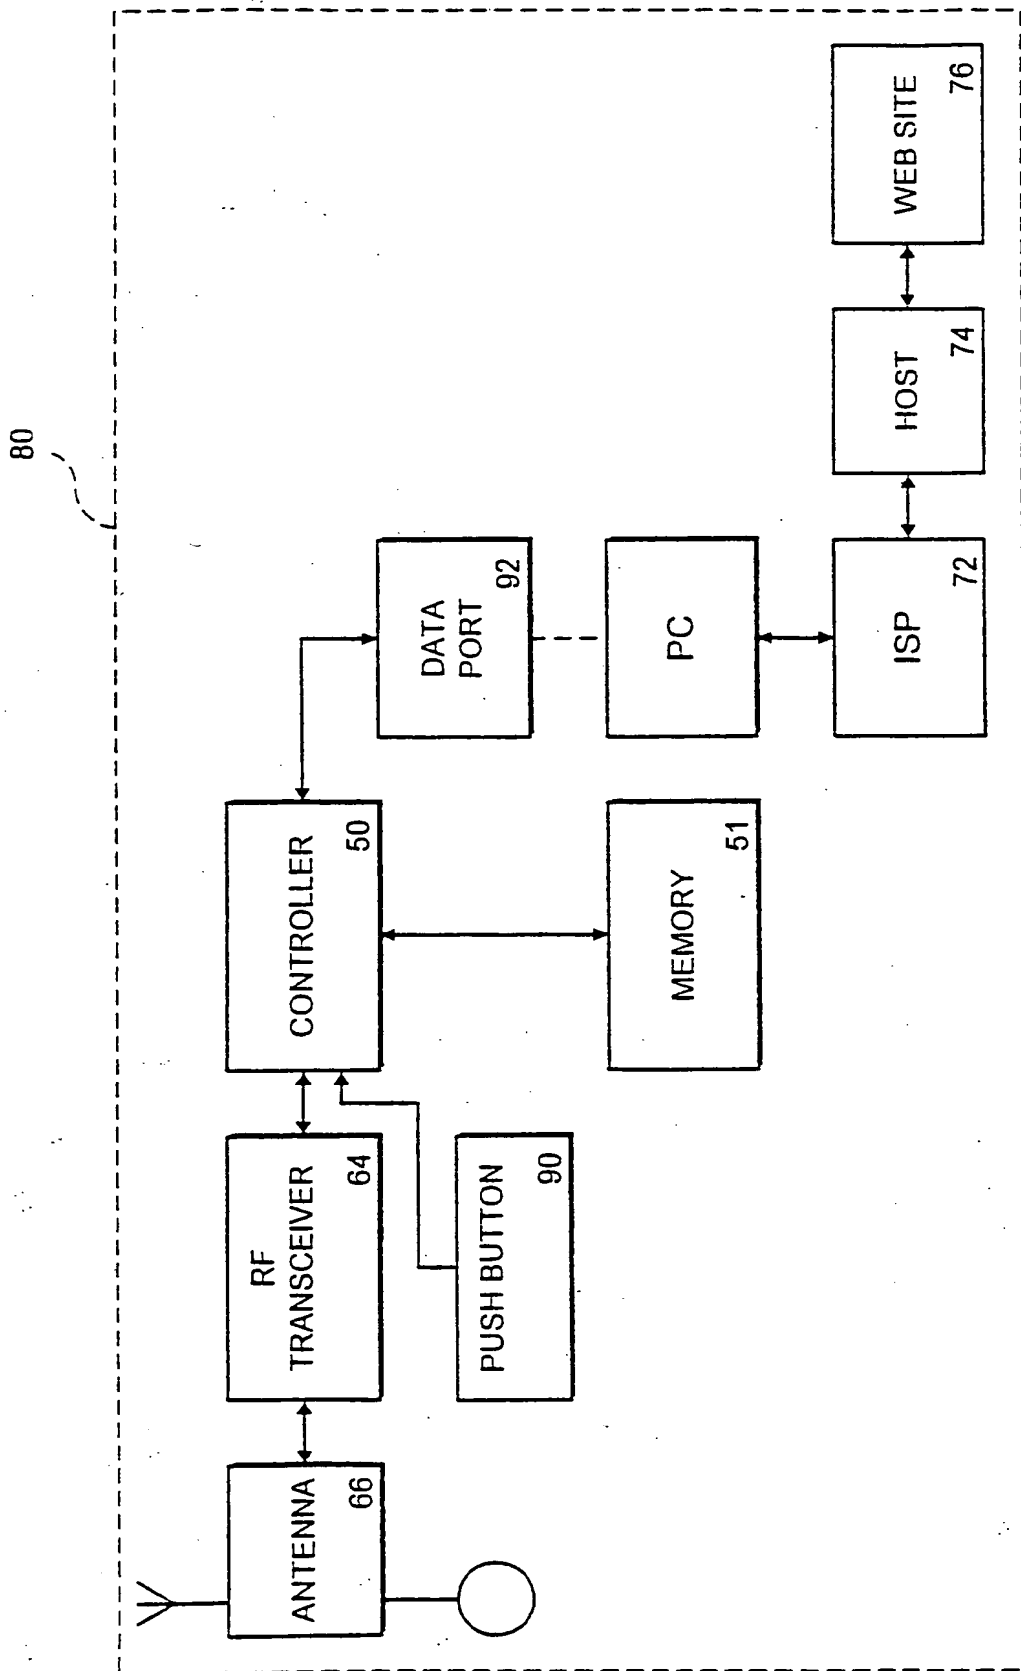 80
ANTENNA
66
RF
TRANSCEIVER
64
CONTROLLER
50
DATA
PORT
92
PUSH BUTTON
90
MEMORY
51
PC
ISP
72
HOST
74
WEB SITE
76